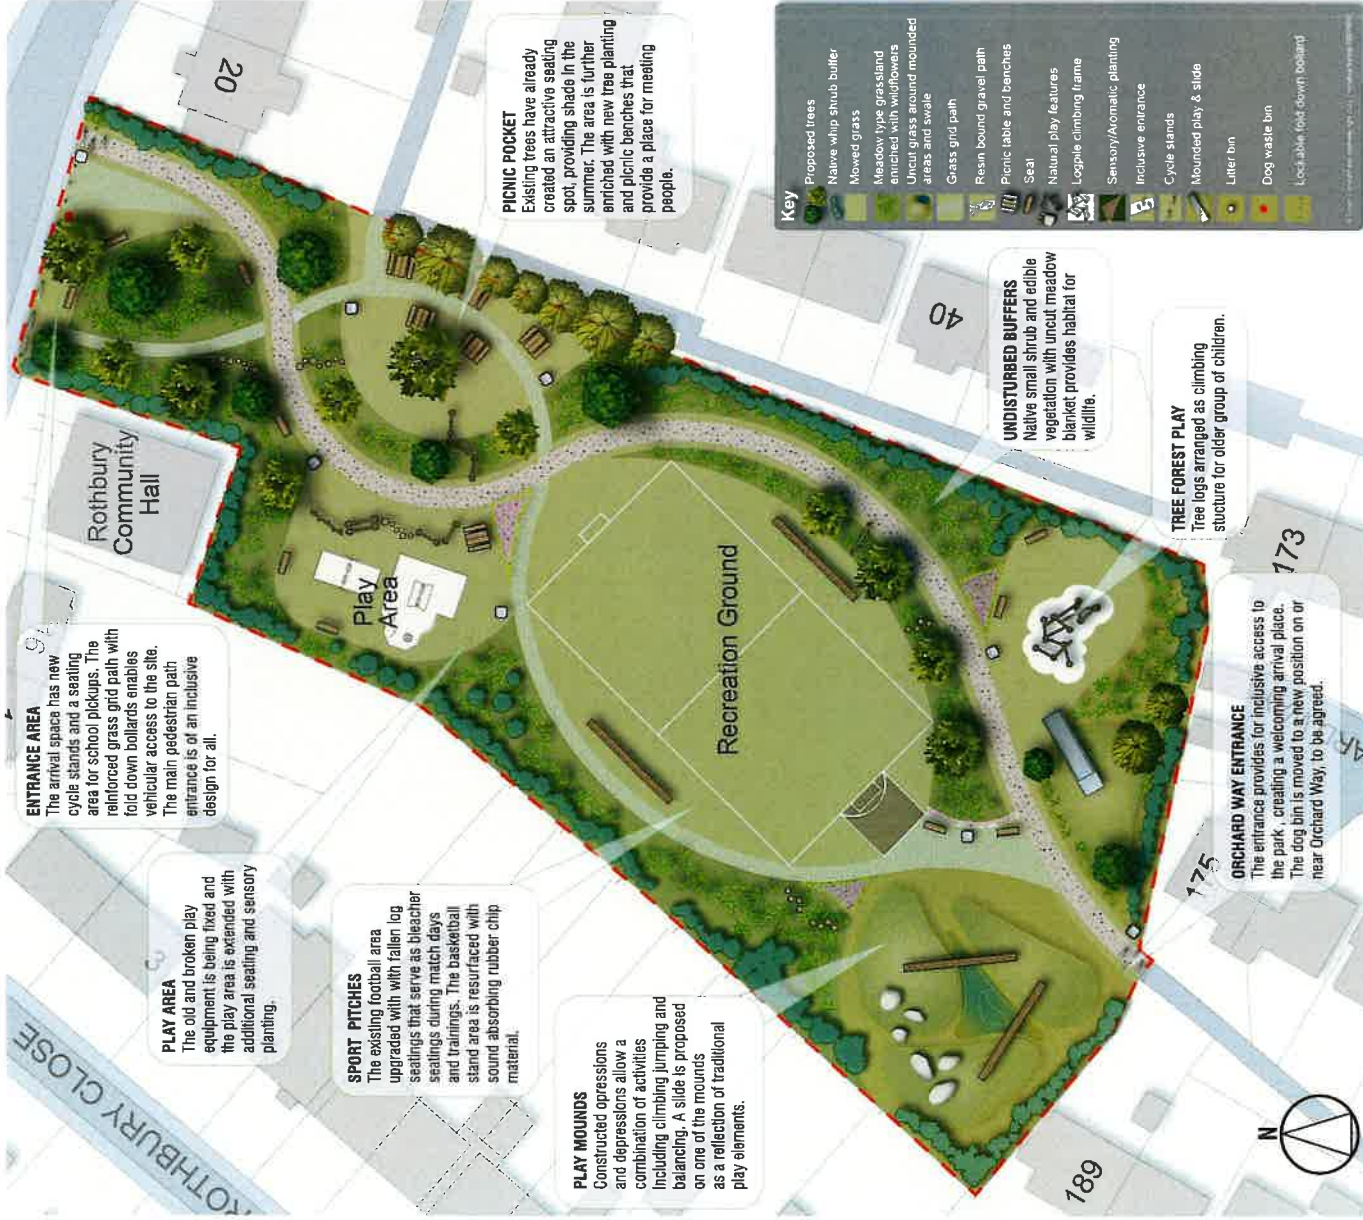 ENTRANCE AREA
The arrival space has new
cycle stands and a seating
area for school pickups. The
reinforced grass grid path with
fold down bollards enables
vehicular access to the site.
The main pedestrian path
entrance is of an inclusive
design for all.
PLAY AREA
The old and broken play
equipment is being fixed and
the play area is extended with
additional seating and sensory
planting.
SPORT PITCHES
The existing football area
upgraded with with fallen log
seatings that serve as bleacher
seatings during match days
and trainings. The basketball
stand area is resurfaced with
sound absorbing rubber chip
material.
PLAY MOUNDS
Constructed opressions
and depressions allow a
combination of activities
Including climbing jumping and
balancing. A slide is proposed
on one of the mounds
as a reflection of traditional
play elements.
ROTHBURY CLOSE
3
Rothbury
Community
Hall
Play
Area
Recreation Ground
20
40
173
175
189
N
PICNIC POCKET
Existing trees have already
created an attractive seating
spot, providing shade in the
summer. The area is further
enriched with new tree planting
and picnic benches that
provide a place for meeting
people.
UNDISTURBED BUFFERS
Native small shrub and edible
vegetation with uncut meadow
blanket provides habitat for
wildlife.
TREE FOREST PLAY
Tree logs arranged as climbing
stucture for older group of children.
ORCHARD WAY ENTRANCE
The entrance provides for inclusive access to
the park , creating a welcoming arrival place.
The dog bin is moved to a new position on or
near Orchard Way, to be agreed.
Key
Proposed trees
Native whip shrub buffer
Mowed grass
Meadow type grassland
enriched with wildflowers
Uncut grass around mounded
areas and swale
Grass grid path
Resin bound gravel path
Picnic table and benches
Seat
Natural play features
Logpile climbing frame
Sensory/Aromatic planting
Inclusive entrance
Cycle stands
Mounded play & slide
Litter bin
Dog waste bin
Lockable fold down bollard